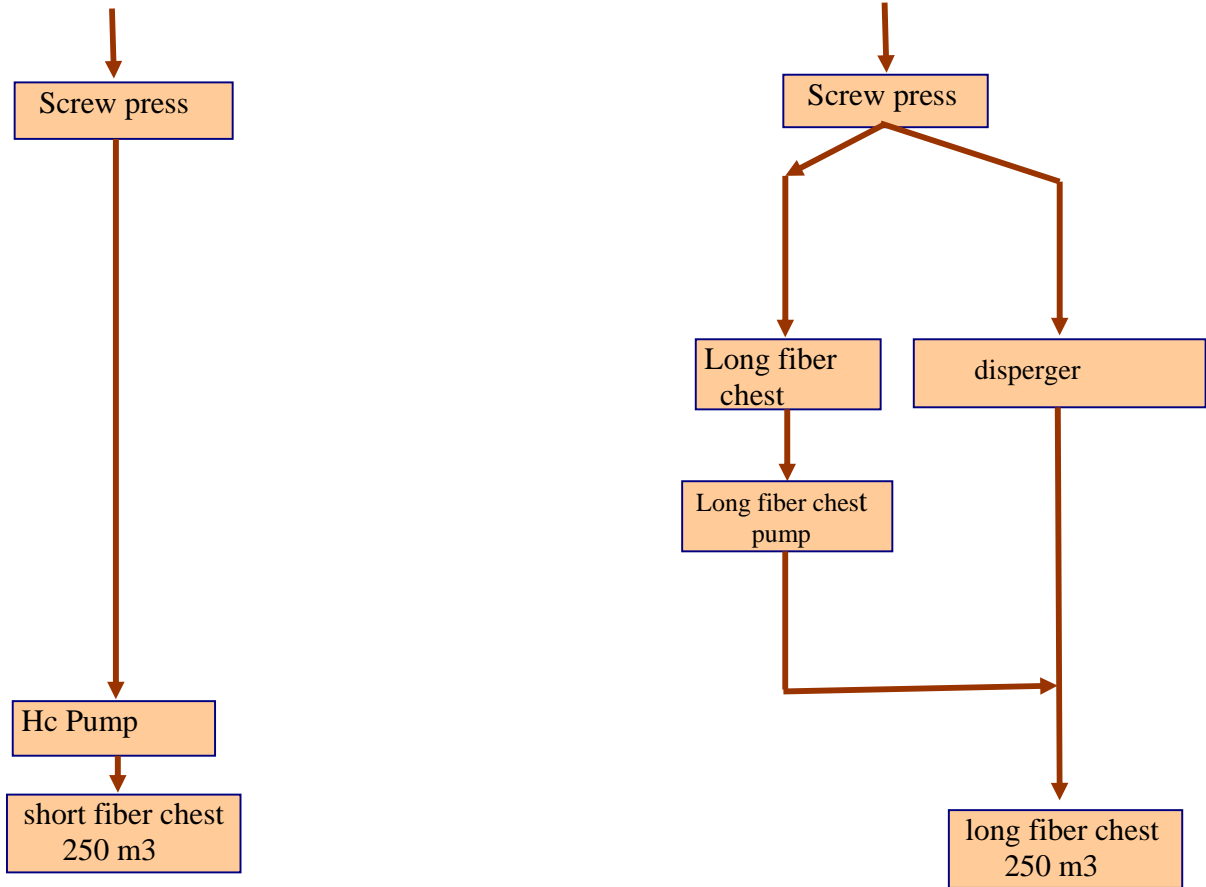 Screw press
Screw press
Long fiber
chest
disperger
Long fiber chest
pump
Hc Pump
short fiber chest
250 m3
long fiber chest
250 m3